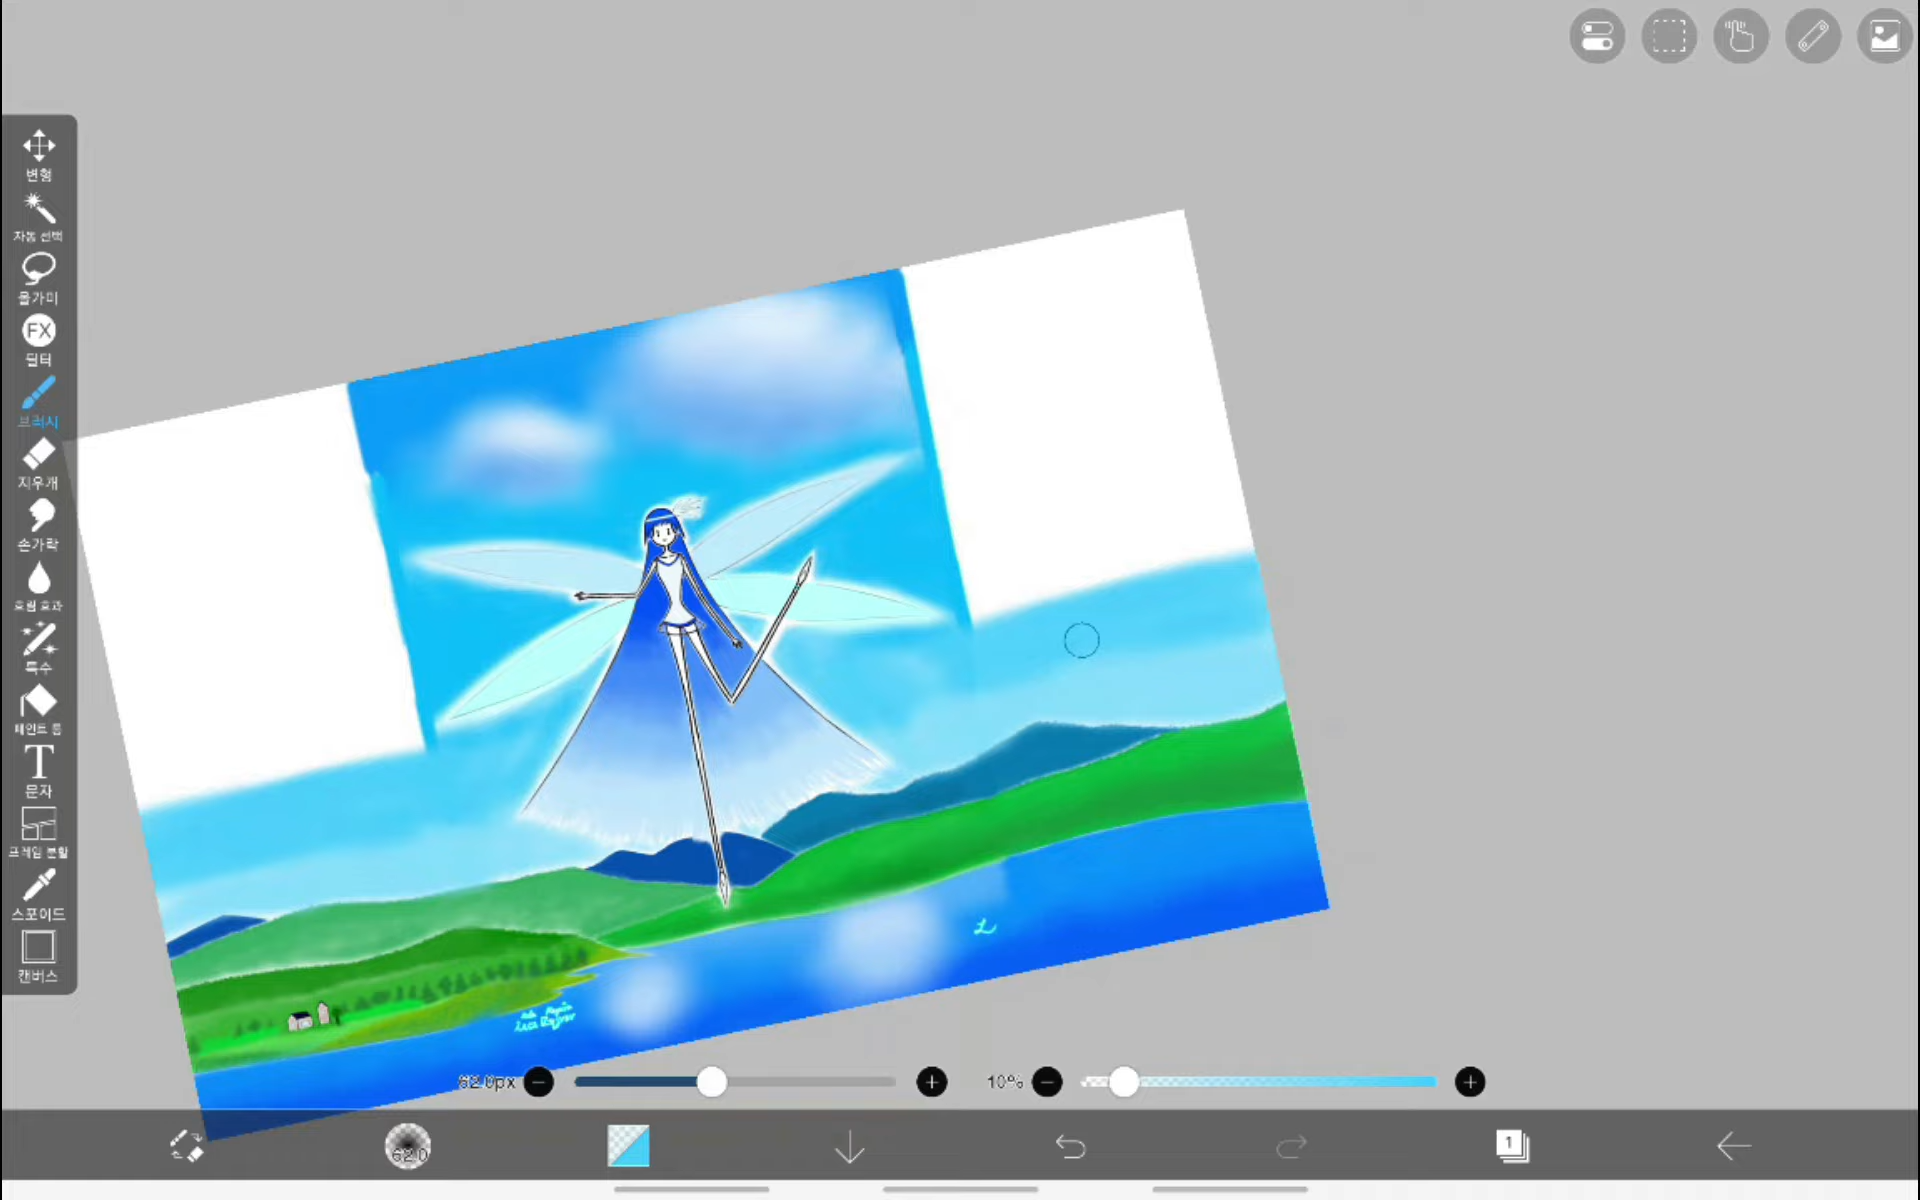 변형
자동 선택
올가미
FX
필터
브러시
지우개
손가락
흐림 효과
특수
페인트 통
T
문자
프레임 분할
스포이드
캔버스
62.0px
10%
62.0
1